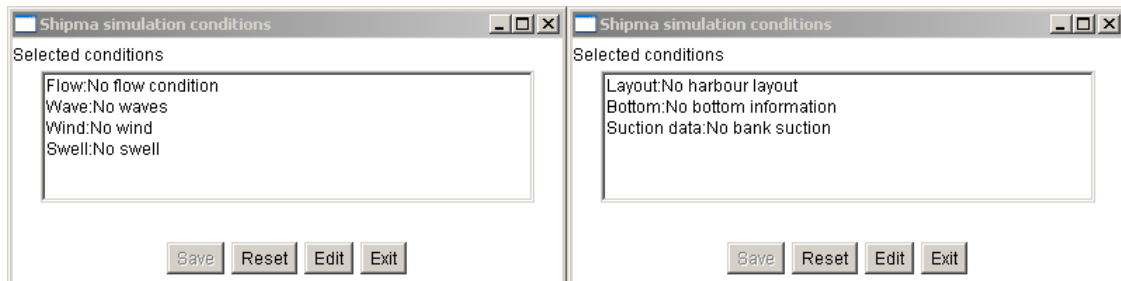 Shipma simulation conditions
Selected conditions
Flow:No flow condition
Wave:No waves
Wind:No wind
Swell:No swell
Save Reset Edit Exit
Shipma simulation conditions
Selected conditions
Layout:No harbour layout
Bottom:No bottom information
Suction data:No bank suction
Save Reset Edit Exit